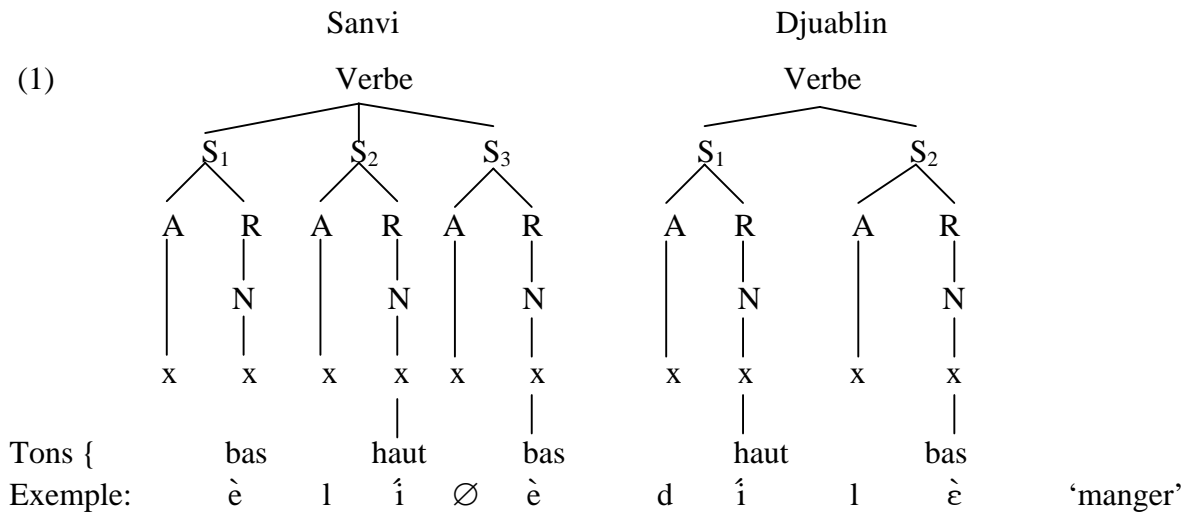 Sanvi Djuablin
(1) Verbe Verbe
S₁ S₂ S₃ S₁ S₂
A R A R A R A R A R
N N N N N
x x x x x x x x x x
Tons { bas haut bas haut bas
Exemple: è l í ∅ è d í l ɛ̀ ‘manger’